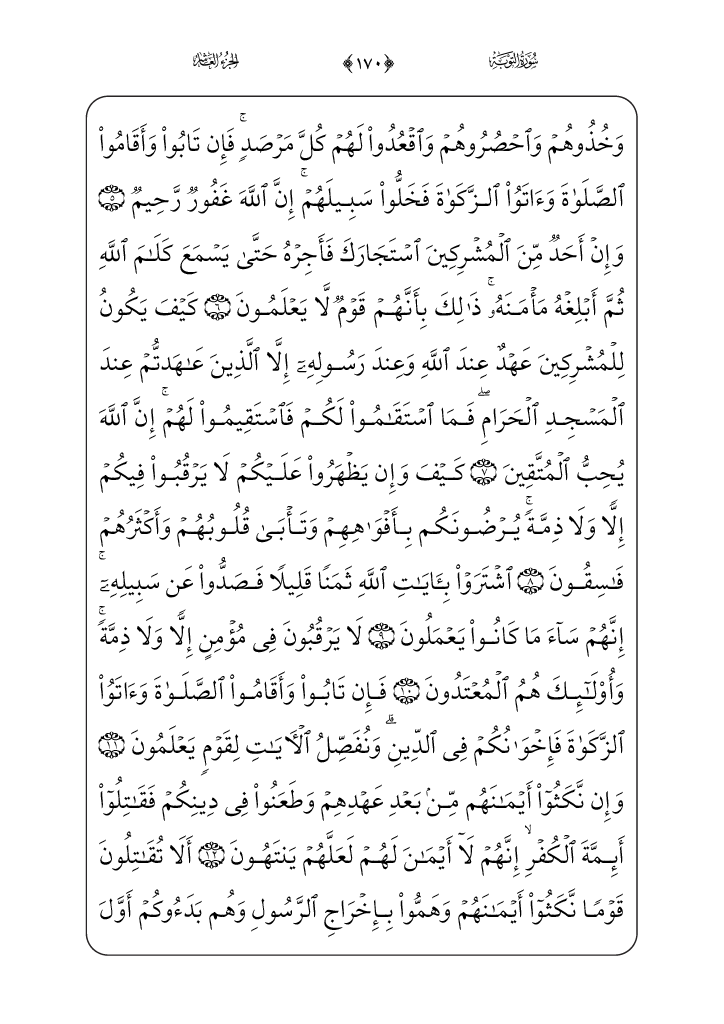 سُورَةُ التَّوْبَةِ ﴿١٧٠﴾ الجُزْءُ العَاشِرُ
وَخُذُوهُمۡ وَٱحۡصُرُوهُمۡ وَٱقۡعُدُواْ لَهُمۡ كُلَّ مَرۡصَدٖۚ فَإِن تَابُواْ وَأَقَامُواْ
ٱلصَّلَوٰةَ وَءَاتَوُاْ ٱلزَّكَوٰةَ فَخَلُّواْ سَبِيلَهُمۡۚ إِنَّ ٱللَّهَ غَفُورٞ رَّحِيمٞ ٥
وَإِنۡ أَحَدٞ مِّنَ ٱلۡمُشۡرِكِينَ ٱسۡتَجَارَكَ فَأَجِرۡهُ حَتَّىٰ يَسۡمَعَ كَلَٰمَ ٱللَّهِ
ثُمَّ أَبۡلِغۡهُ مَأۡمَنَهُۥۚ ذَٰلِكَ بِأَنَّهُمۡ قَوۡمٞ لَّا يَعۡلَمُونَ ٦ كَيۡفَ يَكُونُ
لِلۡمُشۡرِكِينَ عَهۡدٌ عِندَ ٱللَّهِ وَعِندَ رَسُولِهِۦٓ إِلَّا ٱلَّذِينَ عَٰهَدتُّمۡ عِندَ
ٱلۡمَسۡجِدِ ٱلۡحَرَامِۖ فَمَا ٱسۡتَقَٰمُواْ لَكُمۡ فَٱسۡتَقِيمُواْ لَهُمۡۚ إِنَّ ٱللَّهَ
يُحِبُّ ٱلۡمُتَّقِينَ ٧ كَيۡفَ وَإِن يَظۡهَرُواْ عَلَيۡكُمۡ لَا يَرۡقُبُواْ فِيكُمۡ
إِلّٗا وَلَا ذِمَّةٗۚ يُرۡضُونَكُم بِأَفۡوَٰهِهِمۡ وَتَأۡبَىٰ قُلُوبُهُمۡ وَأَكۡثَرُهُمۡ
فَٰسِقُونَ ٨ ٱشۡتَرَوۡاْ بِـَٔايَٰتِ ٱللَّهِ ثَمَنٗا قَلِيلٗا فَصَدُّواْ عَن سَبِيلِهِۦٓۚ
إِنَّهُمۡ سَآءَ مَا كَانُواْ يَعۡمَلُونَ ٩ لَا يَرۡقُبُونَ فِي مُؤۡمِنٍ إِلّٗا وَلَا ذِمَّةٗۚ
وَأُوْلَٰٓئِكَ هُمُ ٱلۡمُعۡتَدُونَ ١٠ فَإِن تَابُواْ وَأَقَامُواْ ٱلصَّلَوٰةَ وَءَاتَوُاْ
ٱلزَّكَوٰةَ فَإِخۡوَٰنُكُمۡ فِي ٱلدِّينِۗ وَنُفَصِّلُ ٱلۡأٓيَٰتِ لِقَوۡمٖ يَعۡلَمُونَ ١١
وَإِن نَّكَثُوٓاْ أَيۡمَٰنَهُم مِّنۢ بَعۡدِ عَهۡدِهِمۡ وَطَعَنُواْ فِي دِينِكُمۡ فَقَٰتِلُوٓاْ
أَئِمَّةَ ٱلۡكُفۡرِۙ إِنَّهُمۡ لَآ أَيۡمَٰنَ لَهُمۡ لَعَلَّهُمۡ يَنتَهُونَ ١٢ أَلَا تُقَٰتِلُونَ
قَوۡمٗا نَّكَثُوٓاْ أَيۡمَٰنَهُمۡ وَهَمُّواْ بِإِخۡرَاجِ ٱلرَّسُولِ وَهُم بَدَءُوكُمۡ أَوَّلَ